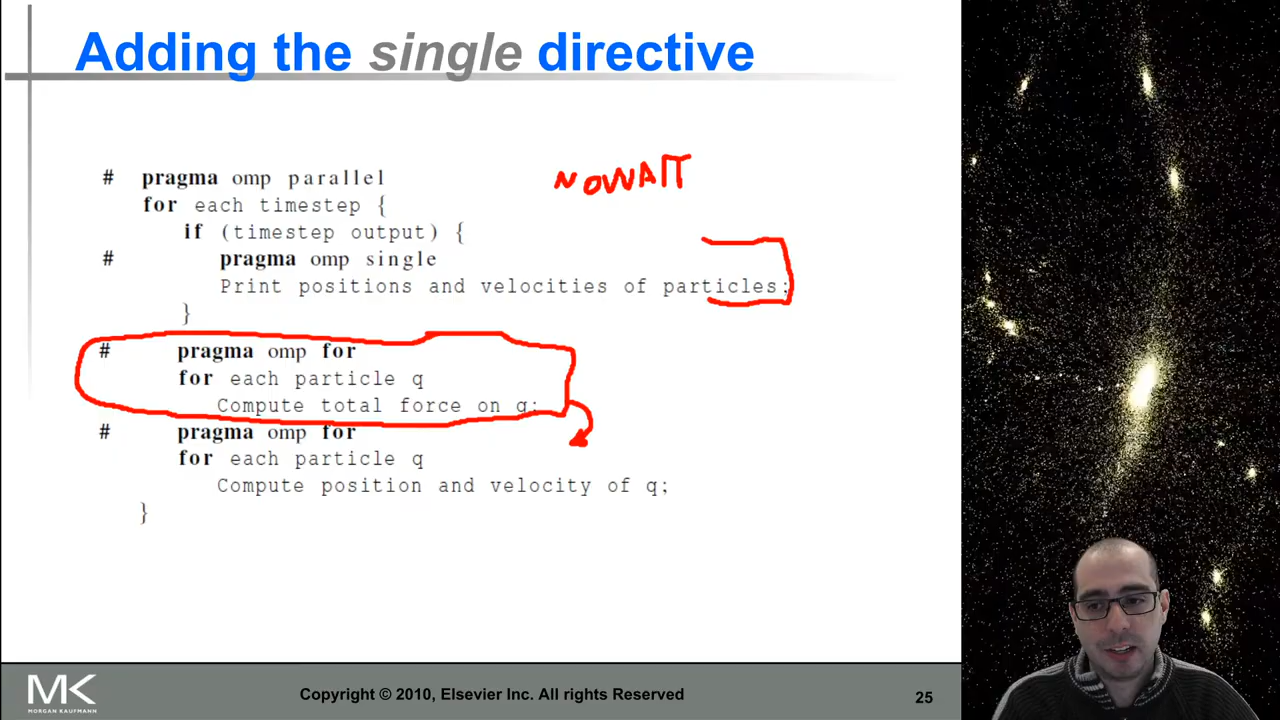 Adding the single directive
NOWAIT
# pragma omp parallel
for each timestep {
if (timestep output) {
# pragma omp single
Print positions and velocities of particles;
}
# pragma omp for
for each particle q
Compute total force on q;
# pragma omp for
for each particle q
Compute position and velocity of q;
}
MK
MORGAN KAUFMANN
Copyright © 2010, Elsevier Inc. All rights Reserved
25